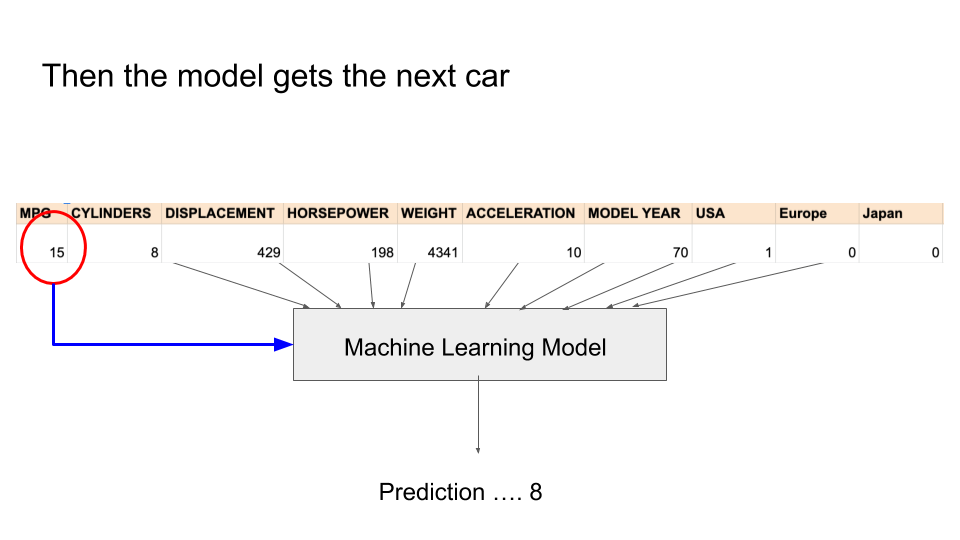 Then the model gets the next car
MPG CYLINDERS DISPLACEMENT HORSEPOWER WEIGHT ACCELERATION MODEL YEAR USA Europe Japan
15 8 429 198 4341 10 70 1 0 0
Machine Learning Model
Prediction …. 8